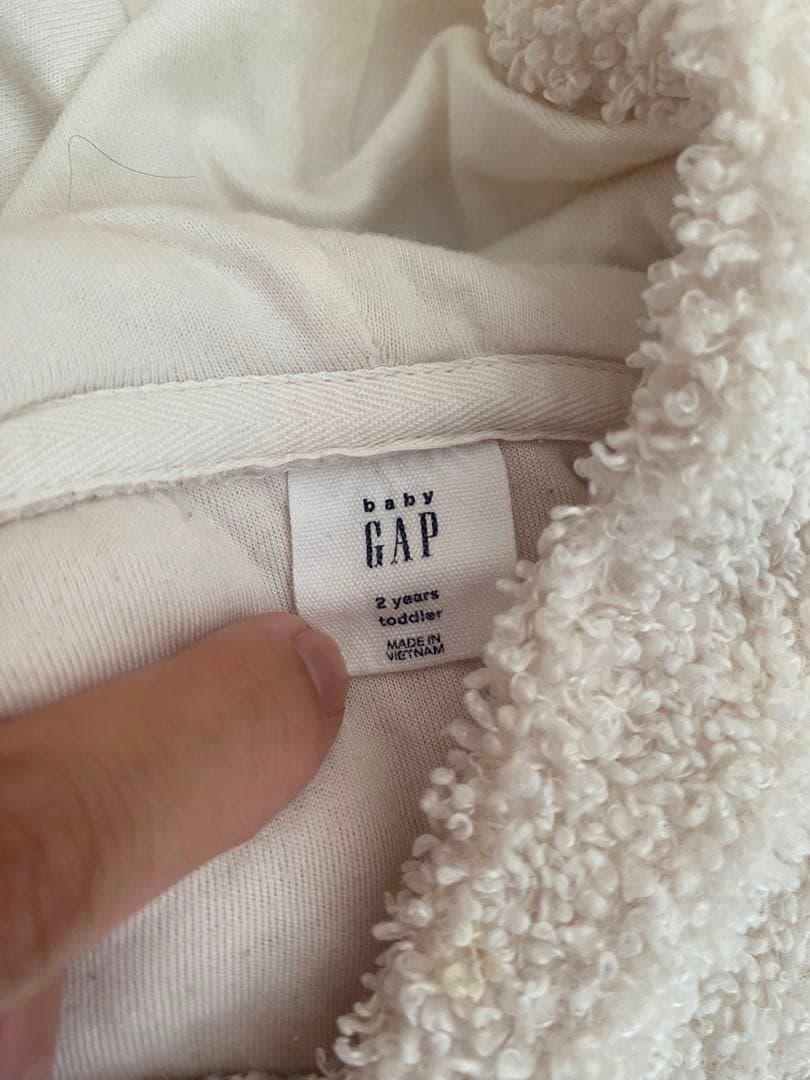 baby
GAP
2 years
toddler
MADE IN
VIETNAM